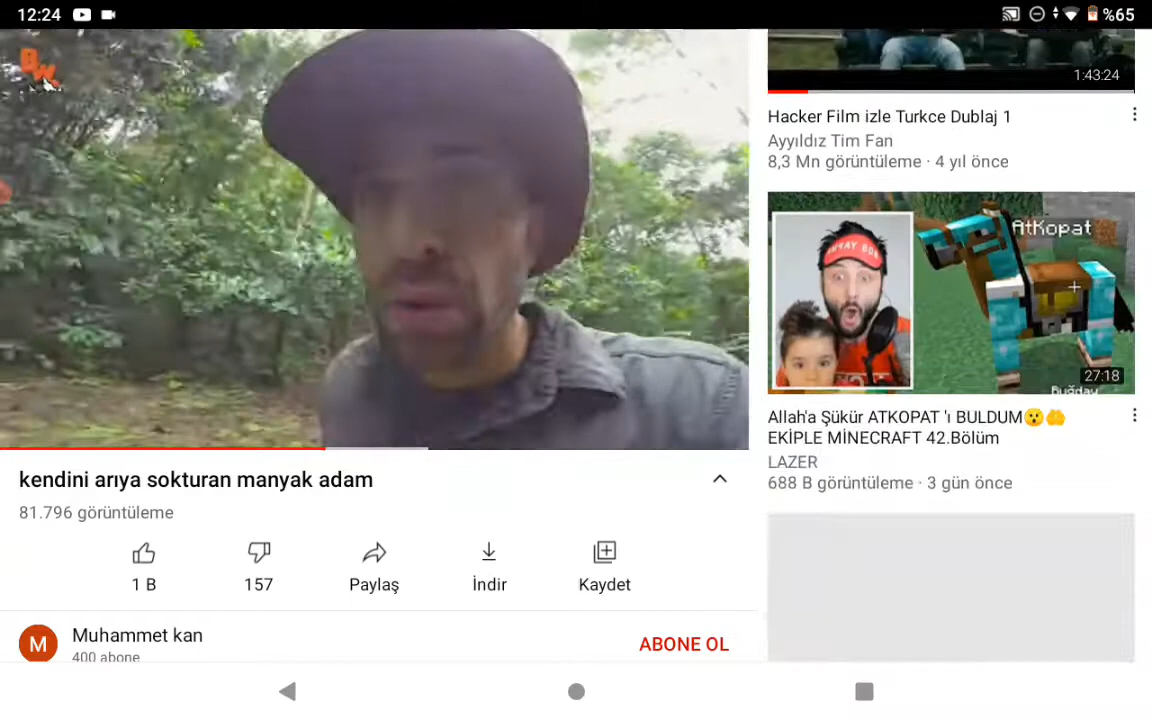 12:24
%65
BW
kendini arıya sokturan manyak adam
81.796 görüntüleme
1 B
157
Paylaş
İndir
Kaydet
M
Muhammet kan
400 abone
ABONE OL
1:43:24
Hacker Film izle Turkce Dublaj 1
Ayyıldız Tim Fan
8,3 Mn görüntüleme · 4 yıl önce
AtKopat
27:18
Buğday
Allah'a Şükür ATKOPAT 'ı BULDUM😮🤲
EKİPLE MİNECRAFT 42.Bölüm
LAZER
688 B görüntüleme · 3 gün önce